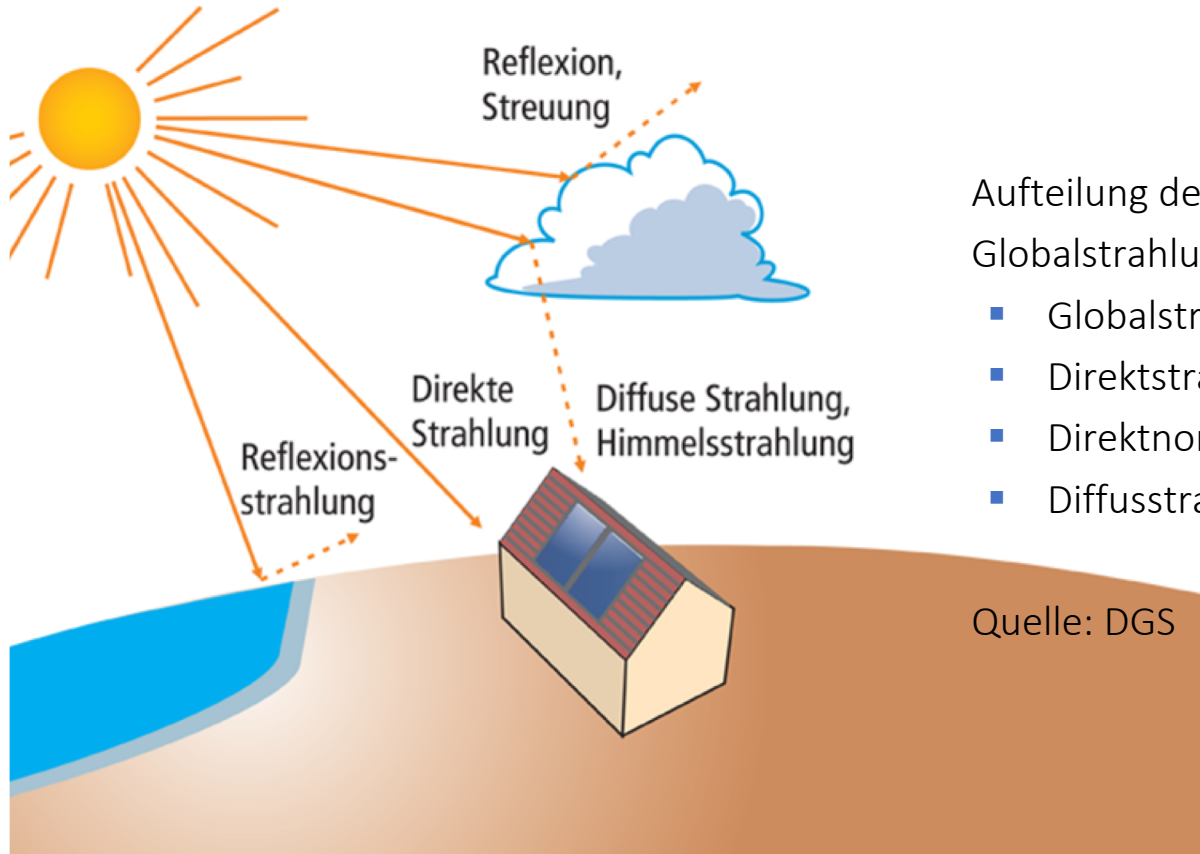 Reflexion,
Streuung
Direkte
Strahlung
Diffuse Strahlung,
Himmelsstrahlung
Reflexions-
strahlung
Aufteilung de
Globalstrahlu
Globalstr
Direktstra
Direktnor
Diffusstra
Quelle: DGS